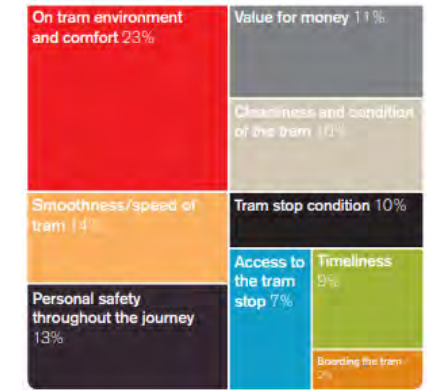 On tram environment
and comfort 23%
Value for money 11%
Cleanliness and condition
of the tram 10%
Smoothness/speed of
tram 14%
Tram stop condition 10%
Personal safety
throughout the journey
13%
Access to
the tram
stop 7%
Timeliness
9%
Boarding the tram